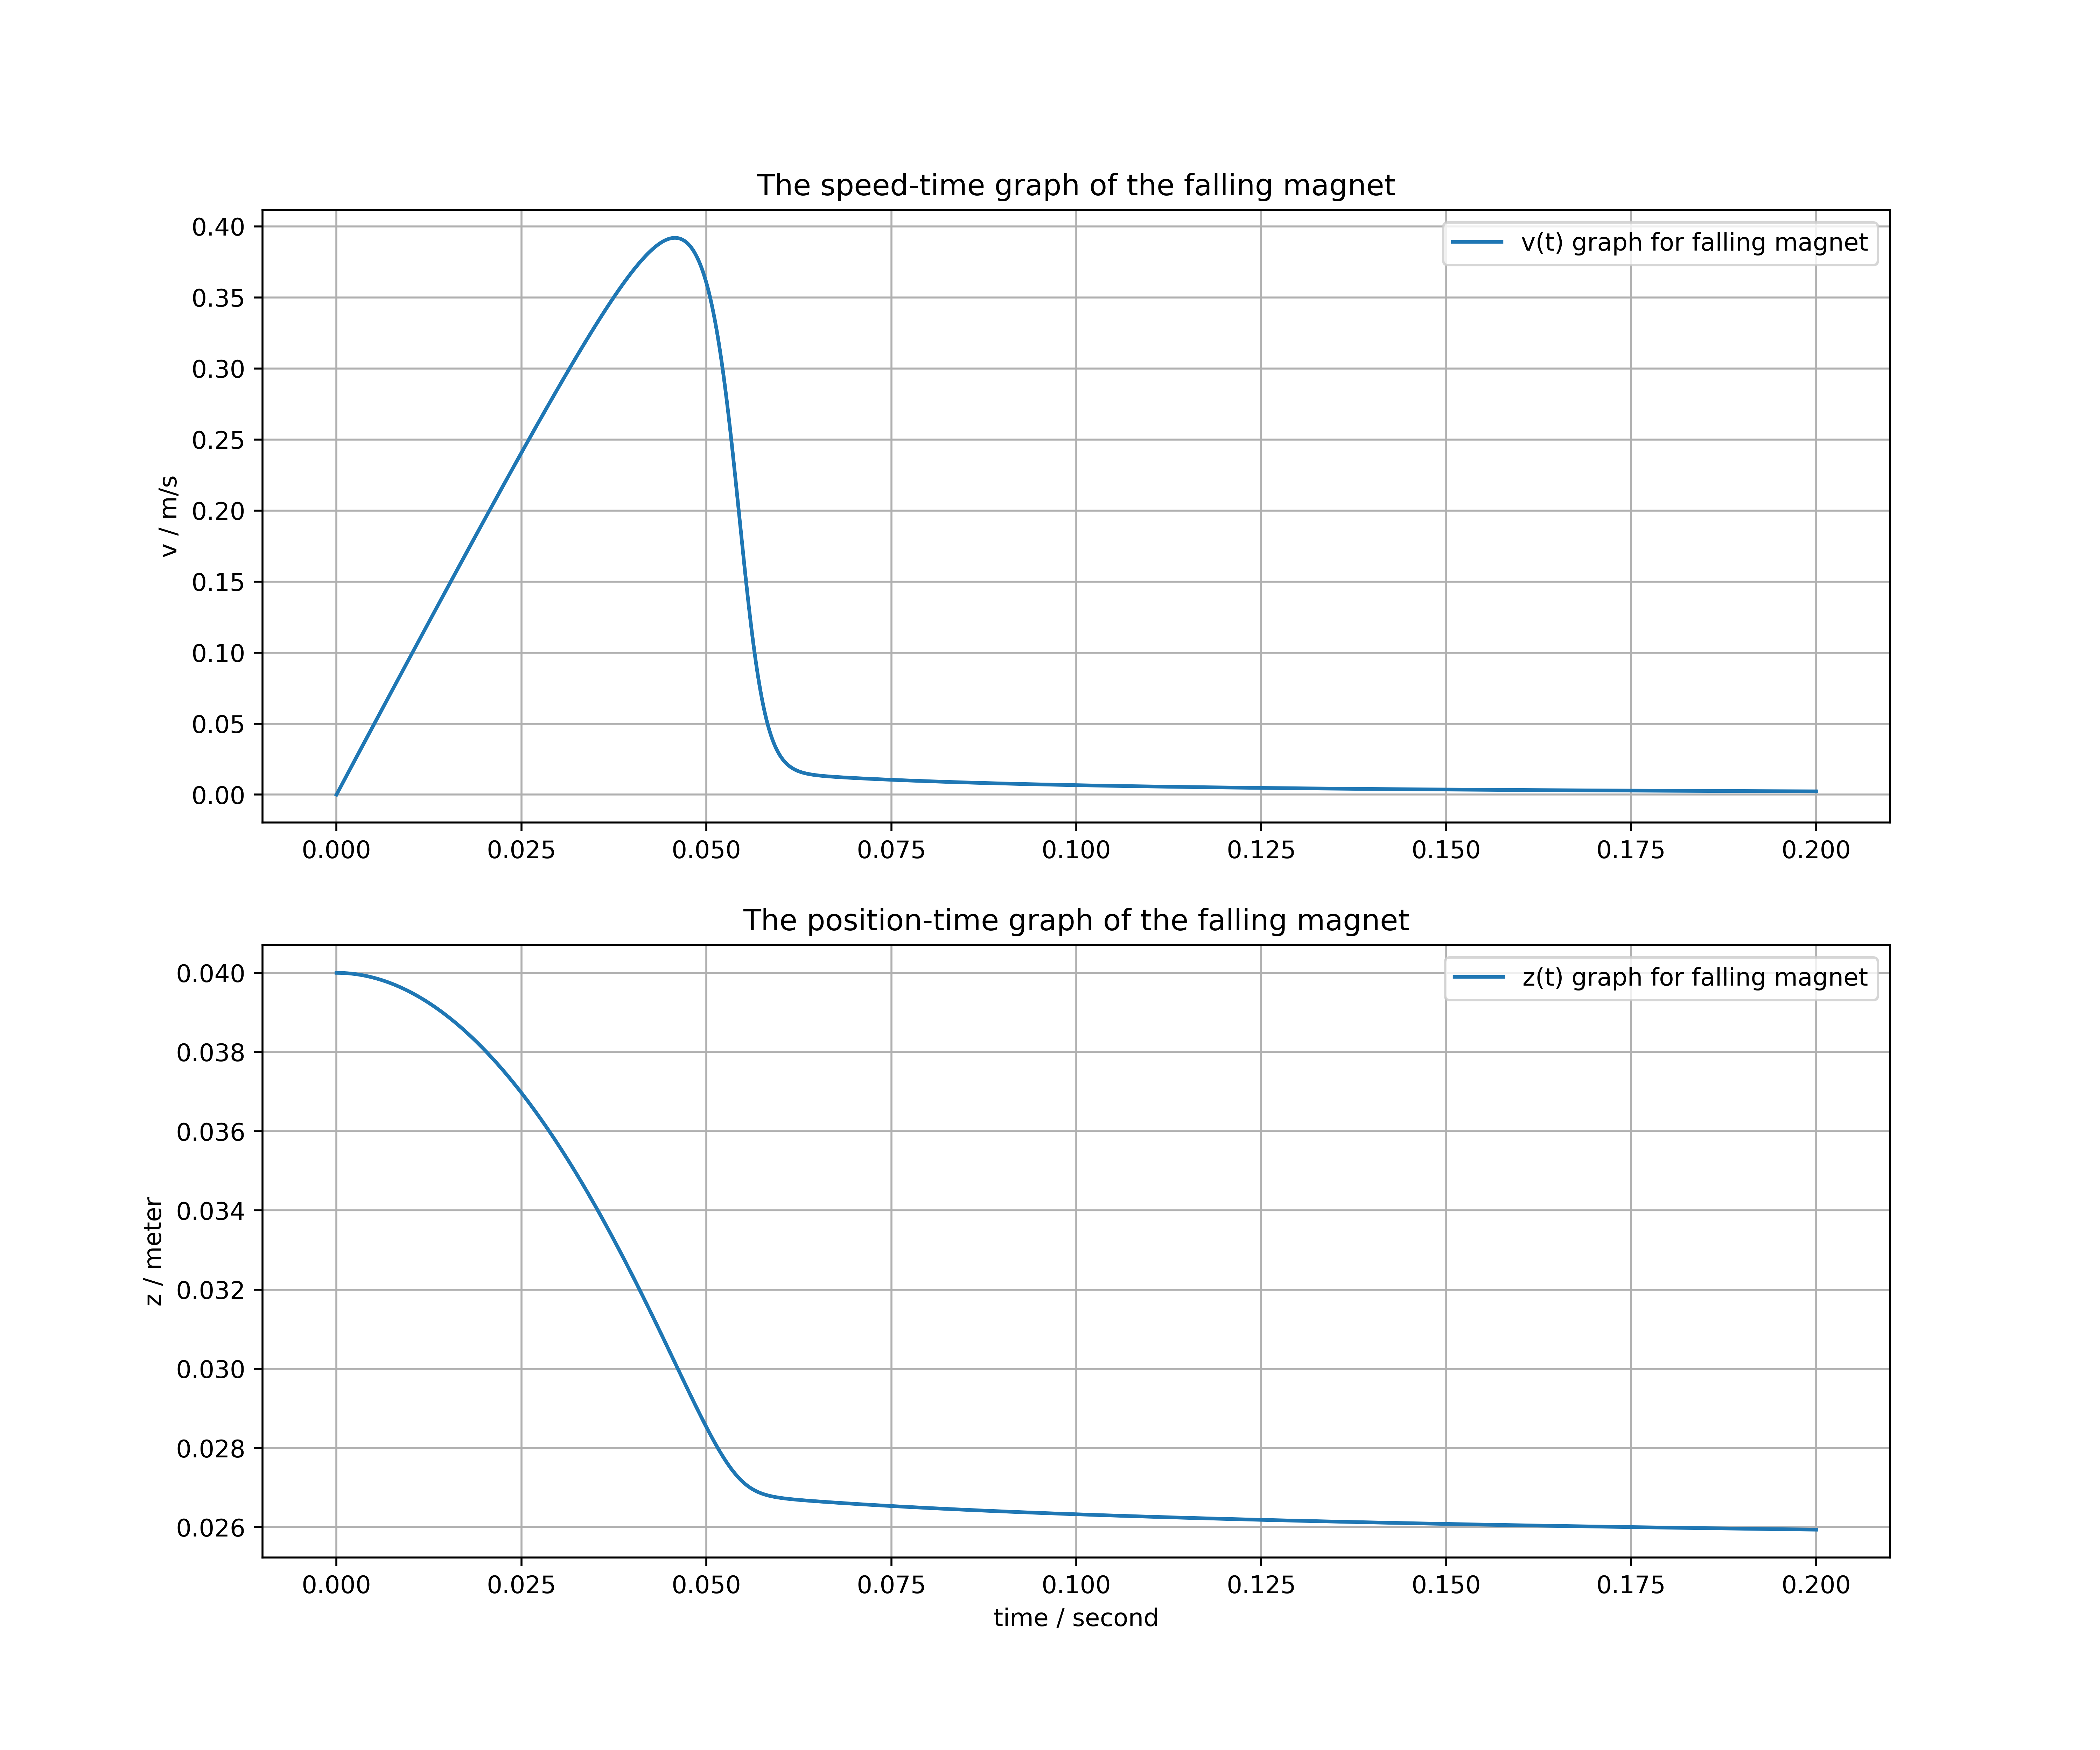 The speed-time graph of the falling magnet
v(t) graph for falling magnet
0.40
0.35
0.30
0.25
0.20
0.15
0.10
0.05
0.00
v / m/s
0.000 0.025 0.050 0.075 0.100 0.125 0.150 0.175 0.200
The position-time graph of the falling magnet
z(t) graph for falling magnet
0.040
0.038
0.036
0.034
0.032
0.030
0.028
0.026
z / meter
0.000 0.025 0.050 0.075 0.100 0.125 0.150 0.175 0.200
time / second